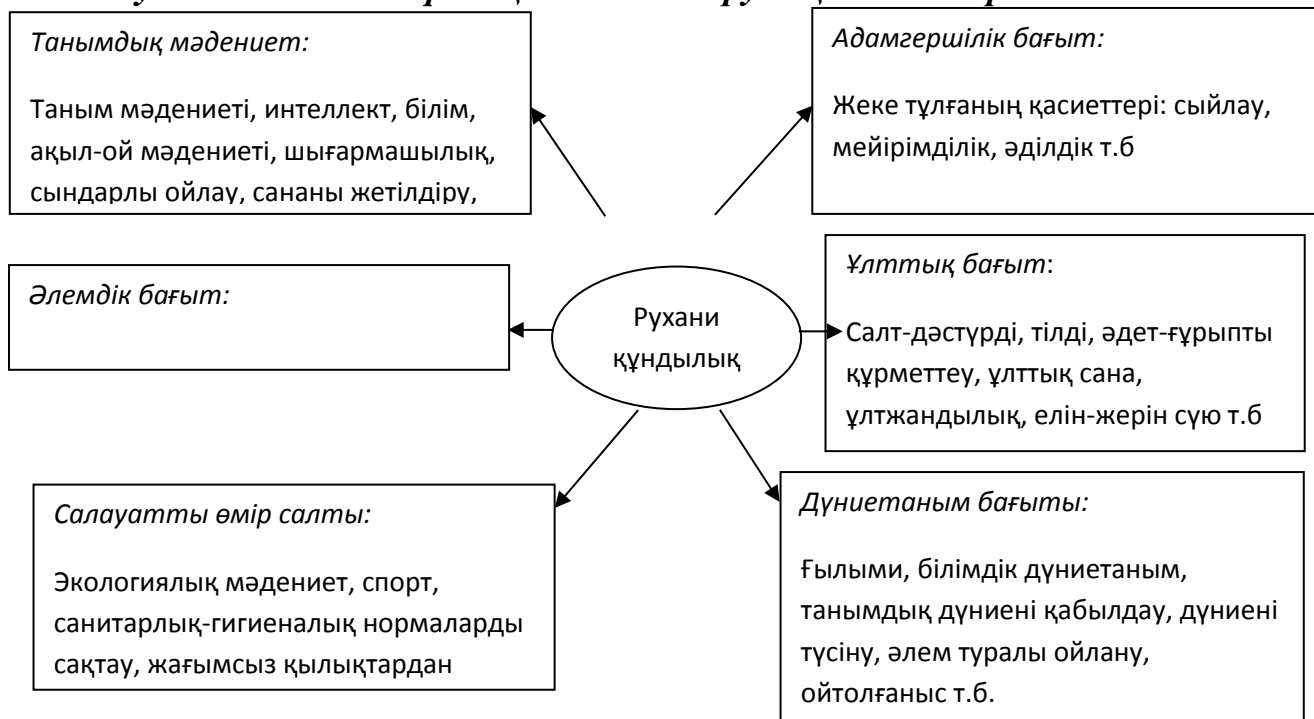 Танымдық мәдениет:
Таным мәдениеті, интеллект, білім,
ақыл-ой мәдениеті, шығармашылық,
сындарлы ойлау, сананы жетілдіру,
Адамгершілік бағыт:
Жеке тұлғаның қасиеттері: сыйлау,
мейірімділік, әділдік т.б
Әлемдік бағыт:
Рухани
құндылық
Ұлттық бағыт:
Салт-дәстүрді, тілді, әдет-ғұрыпты
құрметтеу, ұлттық сана,
ұлтжандылық, елін-жерін сүю т.б
Салауатты өмір салты:
Экологиялық мәдениет, спорт,
санитарлық-гигиеналық нормаларды
сақтау, жағымсыз қылықтардан
Дүниетаным бағыты:
Ғылыми, білімдік дүниетаным,
танымдық дүниені қабылдау, дүниені
түсіну, әлем туралы ойлану,
ойтолғаныс т.б.